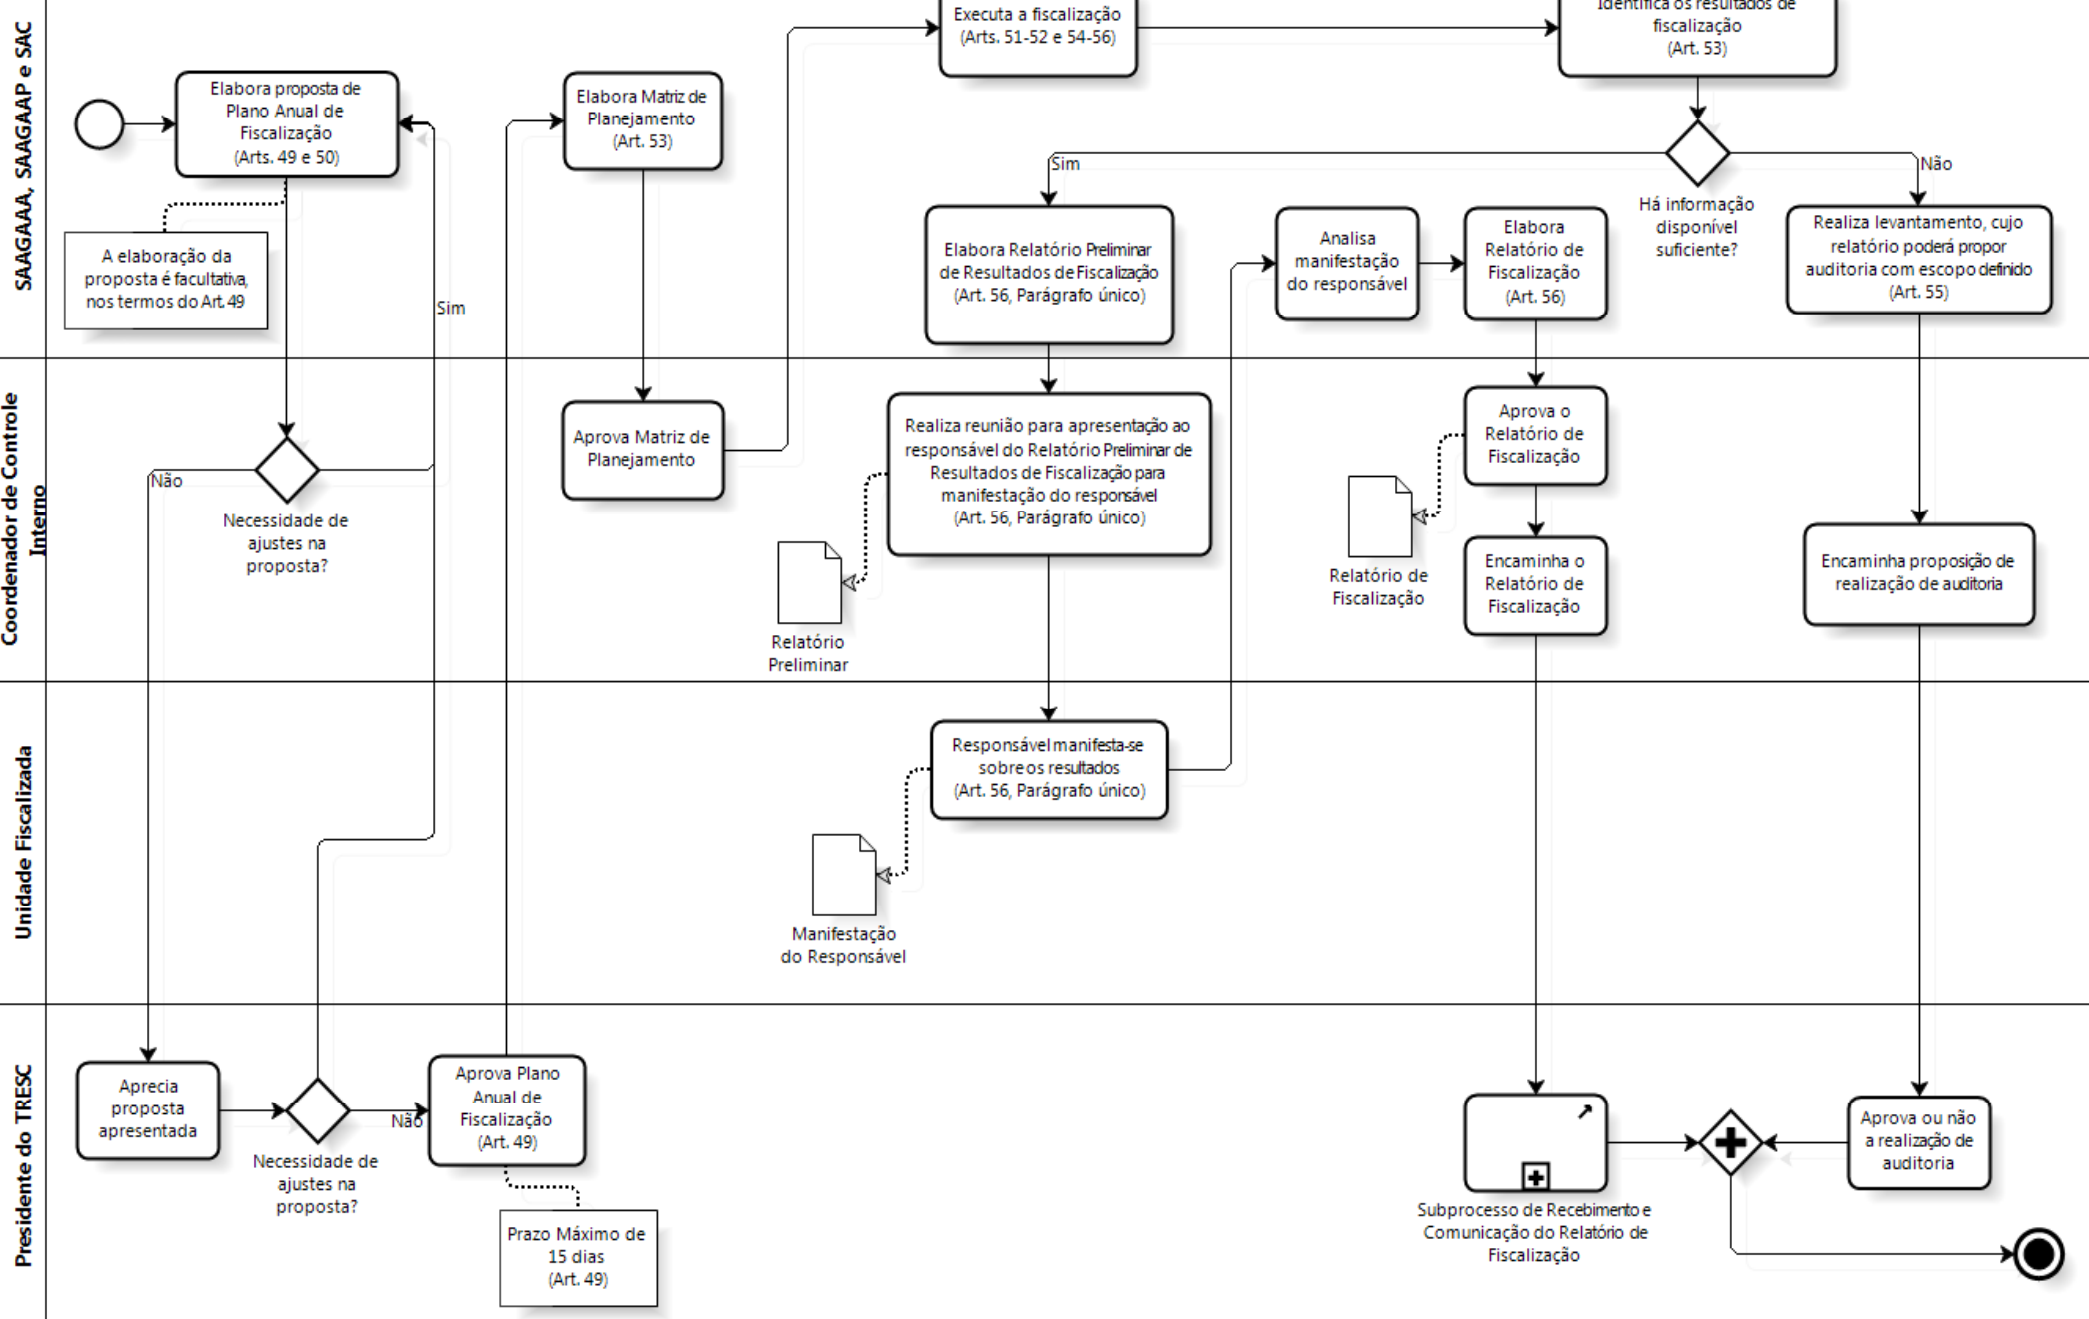 SAAGAAA, SAAGAAP e SAC
Elabora proposta de
Plano Anual de
Fiscalização
(Arts. 49 e 50)
A elaboração da
proposta é facultativa,
nos termos do Art. 49
Sim
Elabora Matriz de
Planejamento
(Art. 53)
Executa a fiscalização
(Arts. 51-52 e 54-56)
Identifica os resultados de
fiscalização
(Art. 53)
Há informação
disponível
suficiente?
Sim
Não
Elabora Relatório Preliminar
de Resultados de Fiscalização
(Art. 56, Parágrafo único)
Analisa
manifestação
do responsável
Elabora
Relatório de
Fiscalização
(Art. 56)
Realiza levantamento, cujo
relatório poderá propor
auditoria com escopo definido
(Art. 55)
Coordenador de Controle
Interno
Não
Necessidade de
ajustes na
proposta?
Aprova Matriz de
Planejamento
Realiza reunião para apresentação ao
responsável do Relatório Preliminar de
Resultados de Fiscalização para
manifestação do responsável
(Art. 56, Parágrafo único)
Relatório
Preliminar
Aprova o
Relatório de
Fiscalização
Relatório de
Fiscalização
Encaminha o
Relatório de
Fiscalização
Encaminha proposição de
realização de auditoria
Unidade Fiscalizada
Responsável manifesta-se
sobre os resultados
(Art. 56, Parágrafo único)
Manifestação
do Responsável
Presidente do TRESC
Aprecia
proposta
apresentada
Necessidade de
ajustes na
proposta?
Não
Aprova Plano
Anual de
Fiscalização
(Art. 49)
Prazo Máximo de
15 dias
(Art. 49)
Subprocesso de Recebimento e
Comunicação do Relatório de
Fiscalização
Aprova ou não
a realização de
auditoria